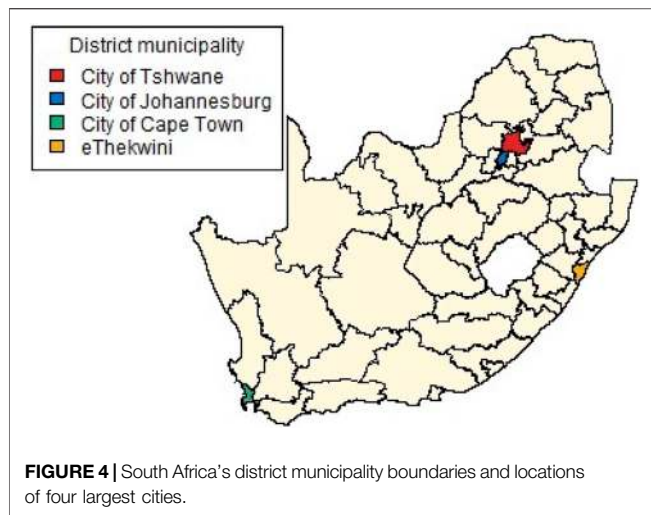 District municipality
City of Tshwane
City of Johannesburg
City of Cape Town
eThekwini
FIGURE 4 | South Africa's district municipality boundaries and locations
of four largest cities.